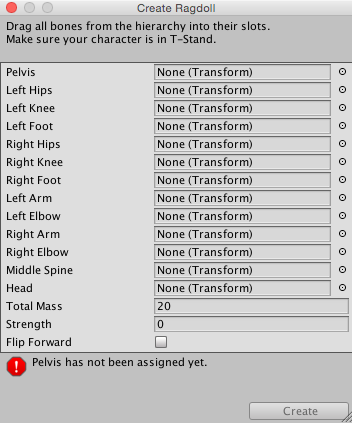 Create Ragdoll
Drag all bones from the hierarchy into their slots.
Make sure your character is in T-Stand.
Pelvis None (Transform)
Left Hips None (Transform)
Left Knee None (Transform)
Left Foot None (Transform)
Right Hips None (Transform)
Right Knee None (Transform)
Right Foot None (Transform)
Left Arm None (Transform)
Left Elbow None (Transform)
Right Arm None (Transform)
Right Elbow None (Transform)
Middle Spine None (Transform)
Head None (Transform)
Total Mass 20
Strength 0
Flip Forward
Pelvis has not been assigned yet.
Create